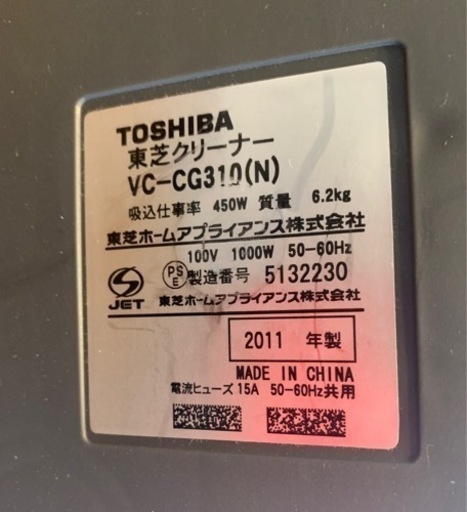 TOSHIBA
東芝クリーナー
VC-CG310(N)
吸込仕事率 450W 質量 6.2kg
東芝ホームアプライアンス株式会社
100V 1000W 50-60Hz
PS E 製造番号 5132230
JET 東芝ホームアプライアンス株式会社
2011 年製
MADE IN CHINA
電流ヒューズ 15A 50-60Hz共用